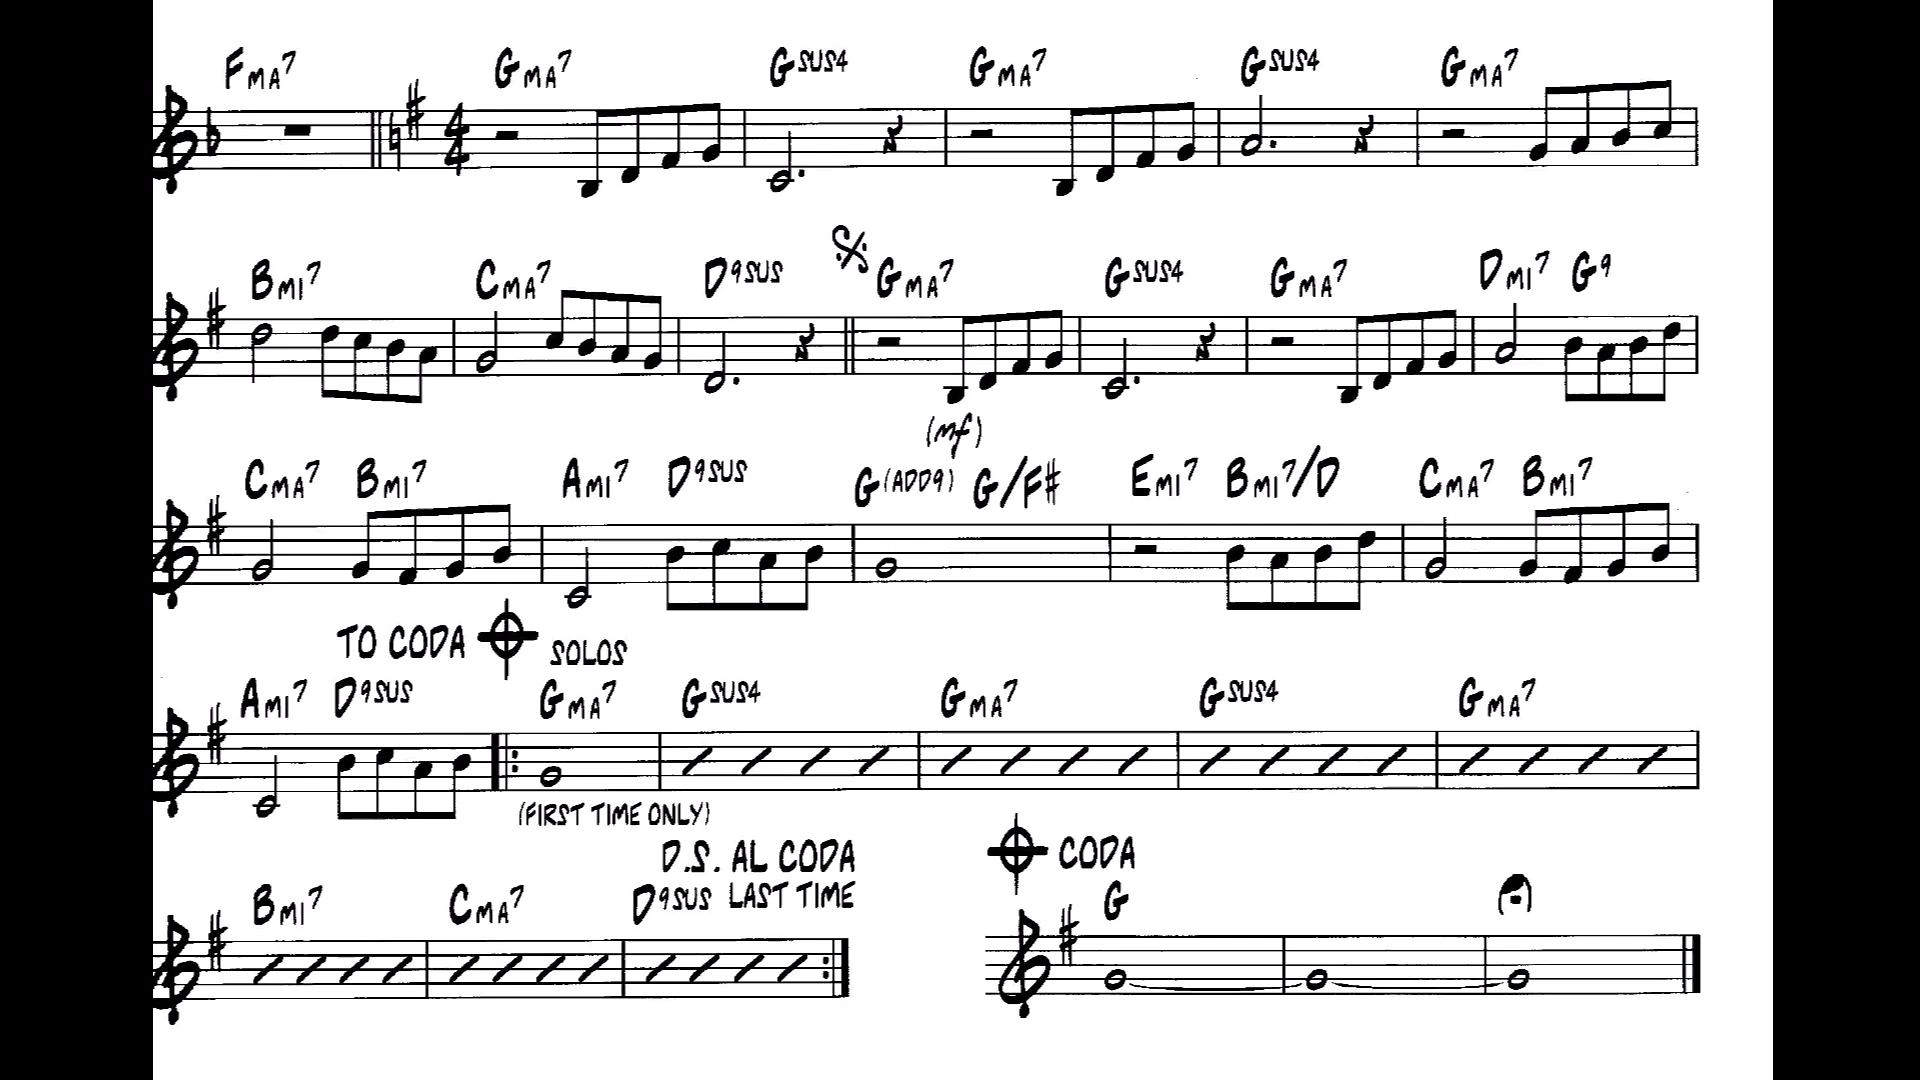 FMA7 GMA7 GSUS4 GMA7 GSUS4 GMA7
4
4
BMI7 CMA7 D9SUS GMA7 GSUS4 GMA7 DMI7 G9
(mf)
CMA7 BMI7 AMI7 D9SUS G(ADD9) G/F# EMI7 BMI7/D CMA7 BMI7
TO CODA SOLOS
AMI7 D9SUS GMA7 GSUS4 GMA7 GSUS4 GMA7
(FIRST TIME ONLY)
D.S. AL CODA CODA
BMI7 CMA7 D9SUS LAST TIME G